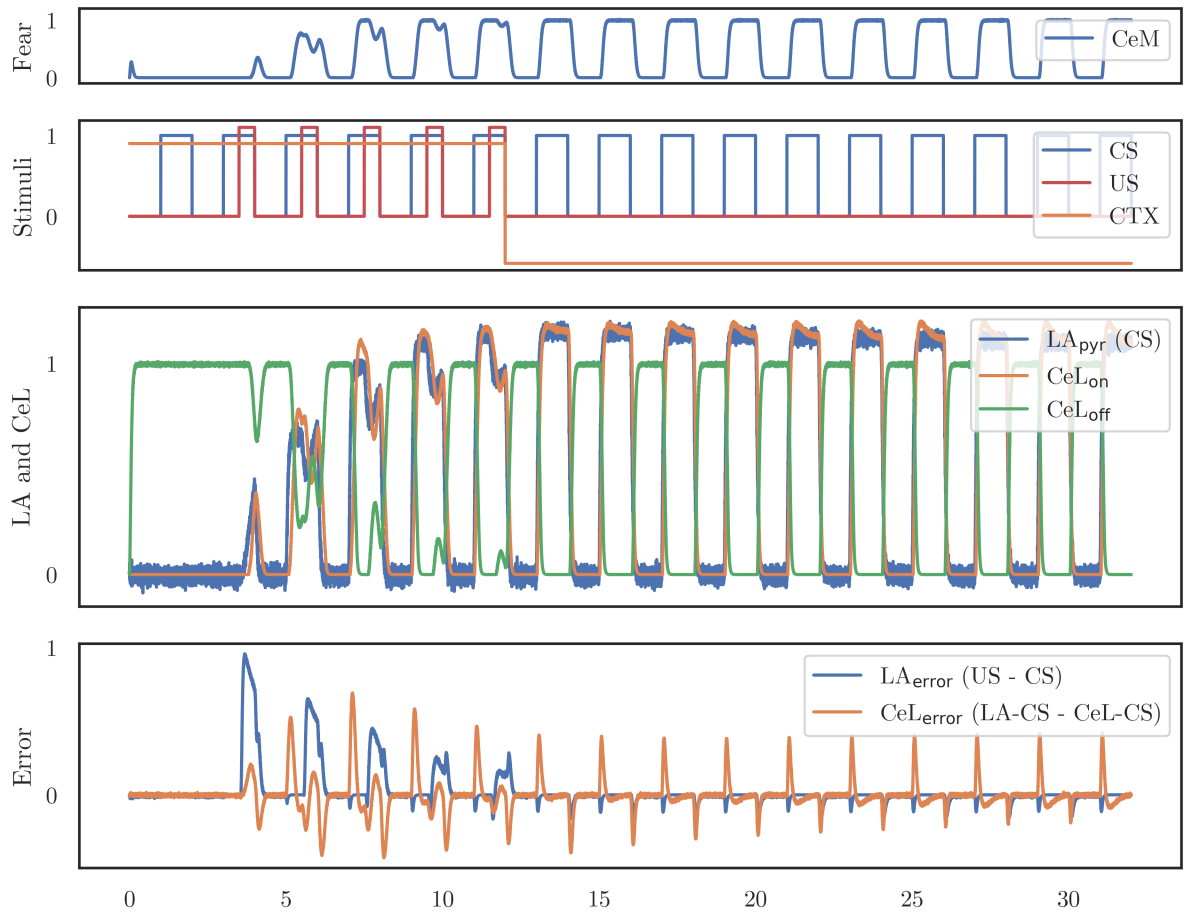 Fear
1
0
CeM
Stimuli
1
0
CS
US
CTX
LA and CeL
1
0
LApyr (CS)
CeLon
CeLoff
Error
1
0
LAerror (US - CS)
CeLerror (LA-CS - CeL-CS)
0 5 10 15 20 25 30